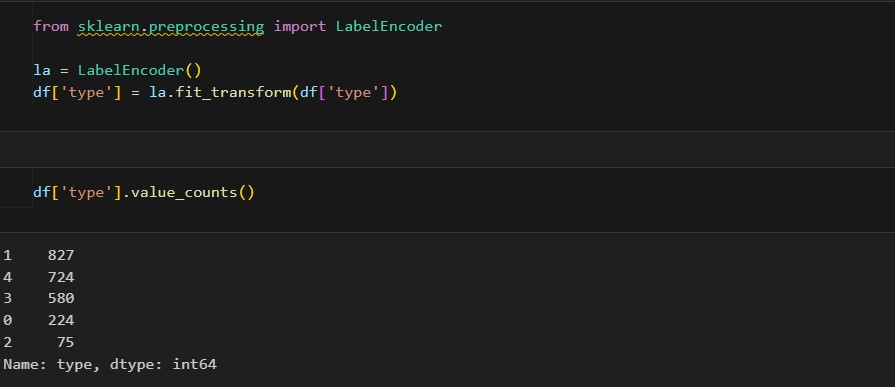 from sklearn.preprocessing import LabelEncoder
la = LabelEncoder()
df['type'] = la.fit_transform(df['type'])
df['type'].value_counts()
1    827
4    724
3    580
0    224
2     75
Name: type, dtype: int64